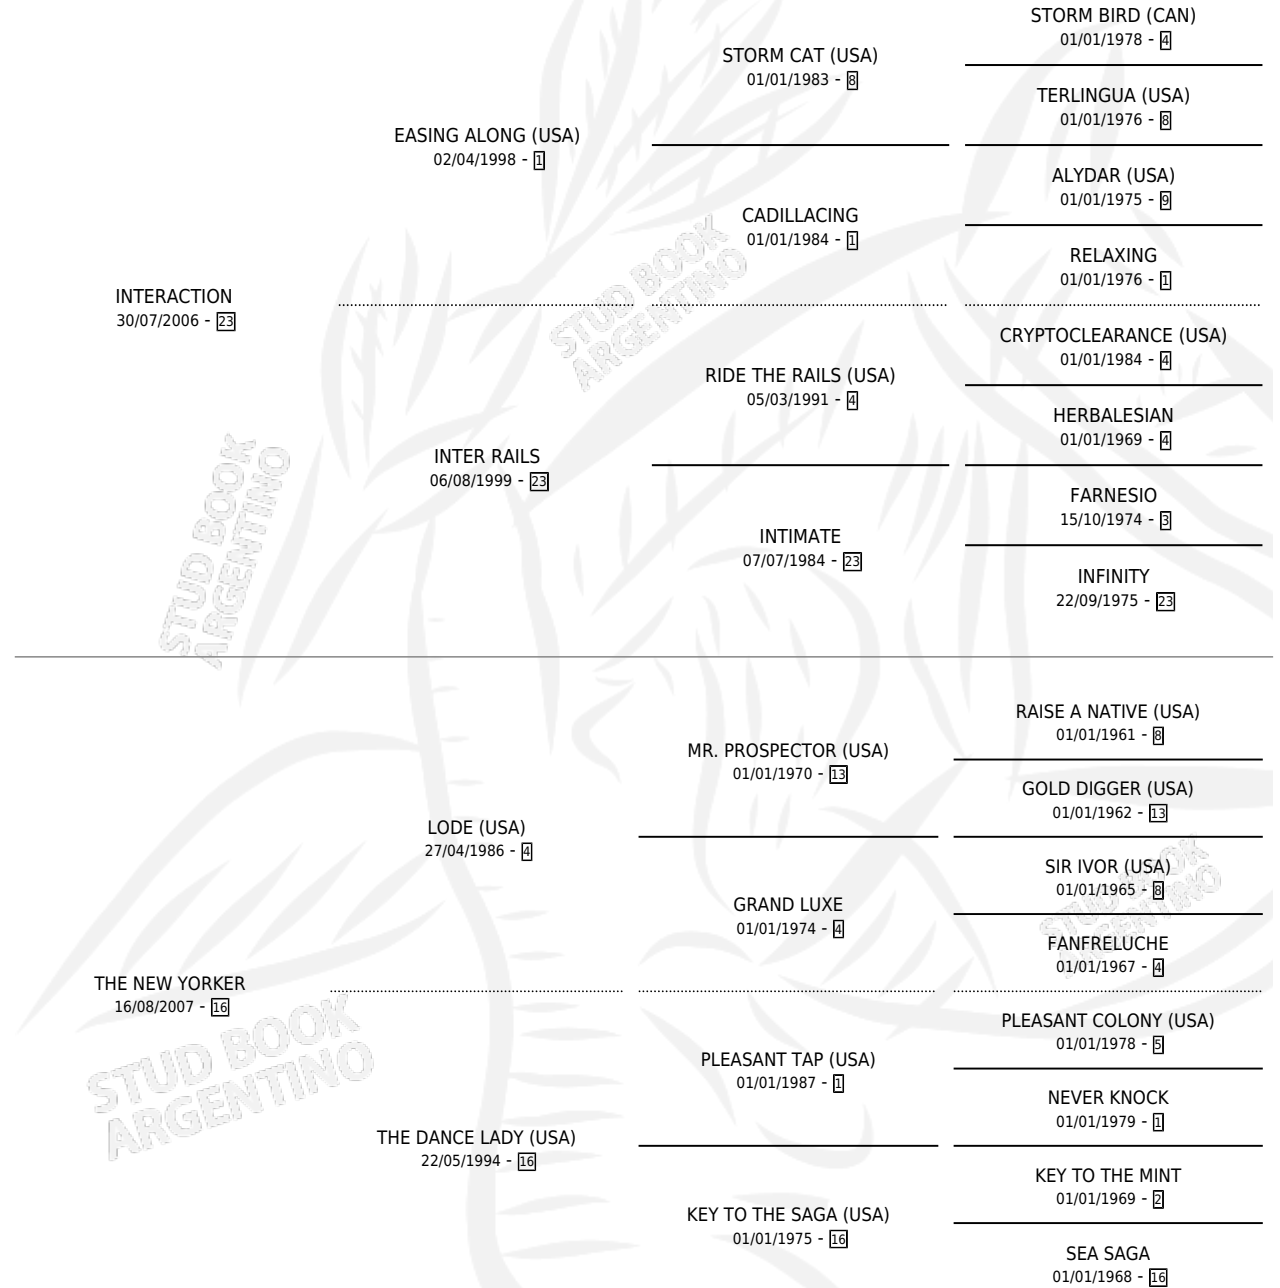 STORM BIRD (CAN)
01/01/1978 - 4
STORM CAT (USA)
01/01/1983 - 8
TERLINGUA (USA)
01/01/1976 - 8
EASING ALONG (USA)
02/04/1998 - 1
ALYDAR (USA)
01/01/1975 - 9
CADILLACING
01/01/1984 - 1
RELAXING
01/01/1976 - 1
INTERACTION
30/07/2006 - 23
CRYPTOCLEARANCE (USA)
01/01/1984 - 4
RIDE THE RAILS (USA)
05/03/1991 - 4
HERBALESIAN
01/01/1969 - 4
INTER RAILS
06/08/1999 - 23
FARNESIO
15/10/1974 - 3
INTIMATE
07/07/1984 - 23
INFINITY
22/09/1975 - 23
STUD BOOK
ARGENTINO
STUD BOOK
ARGENTINO
RAISE A NATIVE (USA)
01/01/1961 - 8
MR. PROSPECTOR (USA)
01/01/1970 - 13
GOLD DIGGER (USA)
01/01/1962 - 13
LODE (USA)
27/04/1986 - 4
SIR IVOR (USA)
01/01/1965 - 8
GRAND LUXE
01/01/1974 - 4
FANFRELUCHE
01/01/1967 - 4
STUD BOOK
ARGENTINO
THE NEW YORKER
16/08/2007 - 16
PLEASANT COLONY (USA)
01/01/1978 - 5
PLEASANT TAP (USA)
01/01/1987 - 1
NEVER KNOCK
01/01/1979 - 1
STUD BOOK
ARGENTINO
THE DANCE LADY (USA)
22/05/1994 - 16
KEY TO THE MINT
01/01/1969 - 2
KEY TO THE SAGA (USA)
01/01/1975 - 16
SEA SAGA
01/01/1968 - 16